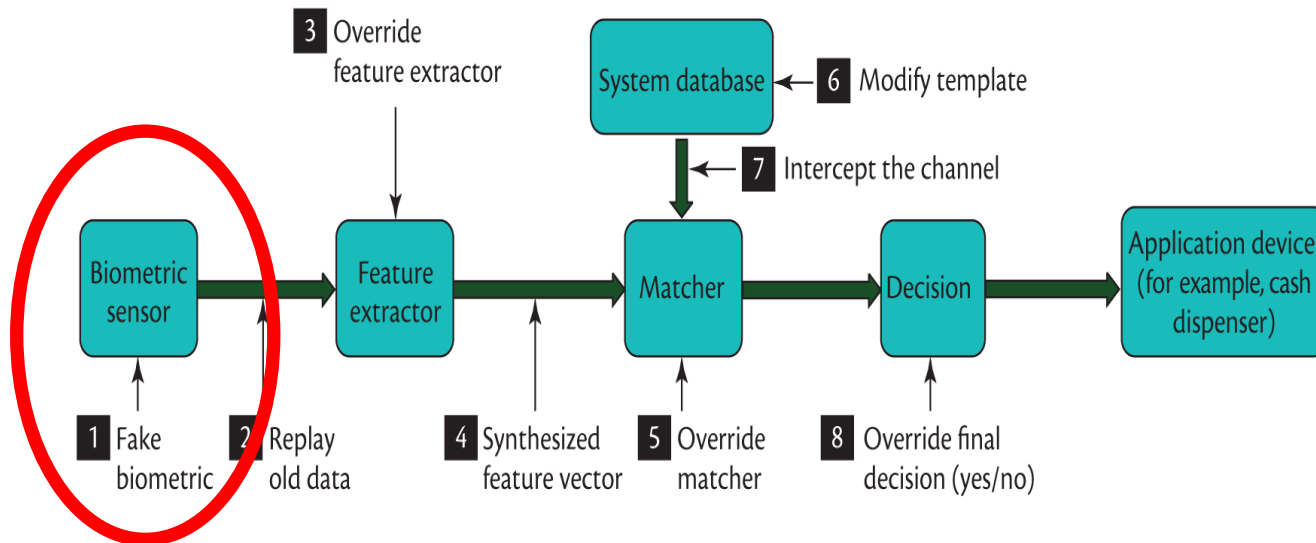 3 Override
feature extractor
System database
6 Modify template
7 Intercept the channel
Biometric
sensor
Feature
extractor
Matcher
Decision
Application device
(for example, cash
dispenser)
1 Fake
biometric
2 Replay
old data
4 Synthesized
feature vector
5 Override
matcher
8 Override final
decision (yes/no)